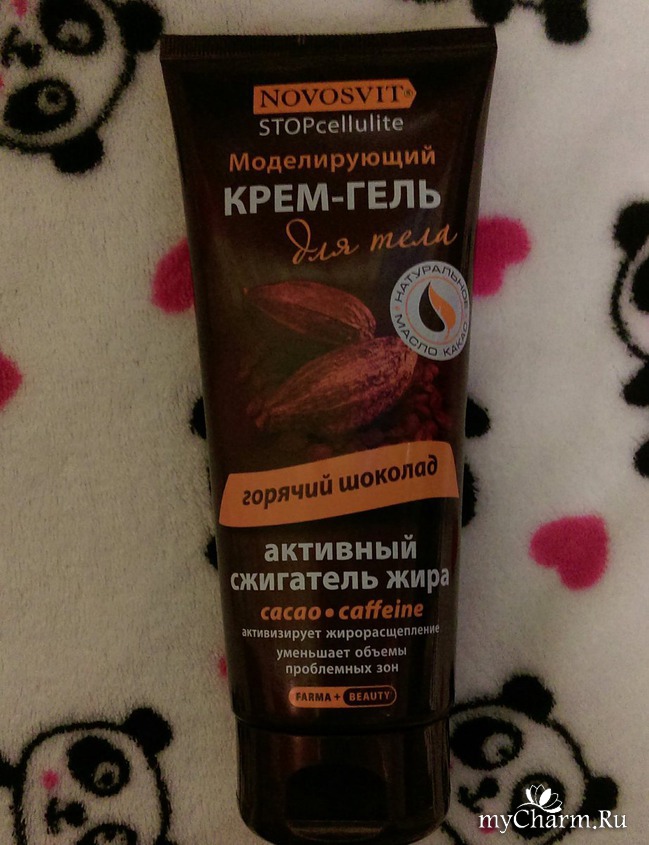 NOVOSVIT®
STOPcellulite
Моделирующий
КРЕМ-ГЕЛЬ
для тела
НАТУРАЛЬНОЕ
МАСЛО КАКАО
горячий шоколад
активный
сжигатель жира
cacao • caffeine
активизирует жирорасщепление
уменьшает объемы
проблемных зон
FARMA + BEAUTY
myCharm.Ru